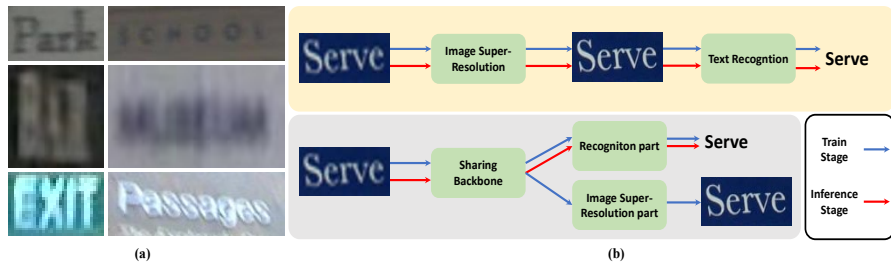 Park
SCHOOL
EXIT
Passages
(a)
Serve
Image Super-
Resolution
Serve
Text Recogntion
Serve
Serve
Sharing
Backbone
Recogniton part
Serve
Image Super-
Resolution part
Serve
Train
Stage
Inference
Stage
(b)